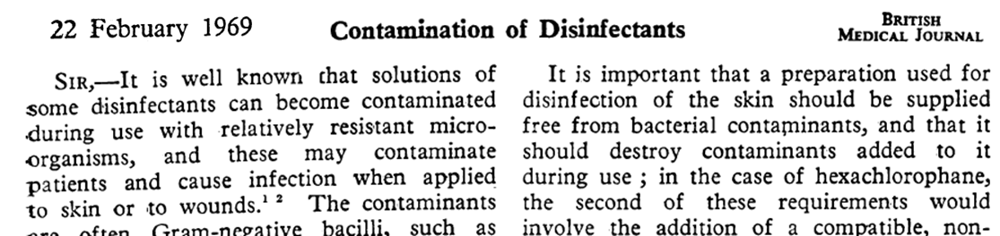 22 February 1969
Contamination of Disinfectants
BRITISH
MEDICAL JOURNAL
SIR,—It is well known that solutions of
some disinfectants can become contaminated
during use with relatively resistant micro-
organisms, and these may contaminate
patients and cause infection when applied
to skin or to wounds.¹ ² The contaminants
are often Gram-negative bacilli, such as
It is important that a preparation used for
disinfection of the skin should be supplied
free from bacterial contaminants, and that it
should destroy contaminants added to it
during use ; in the case of hexachlorophane,
the second of these requirements would
involve the addition of a compatible, non-